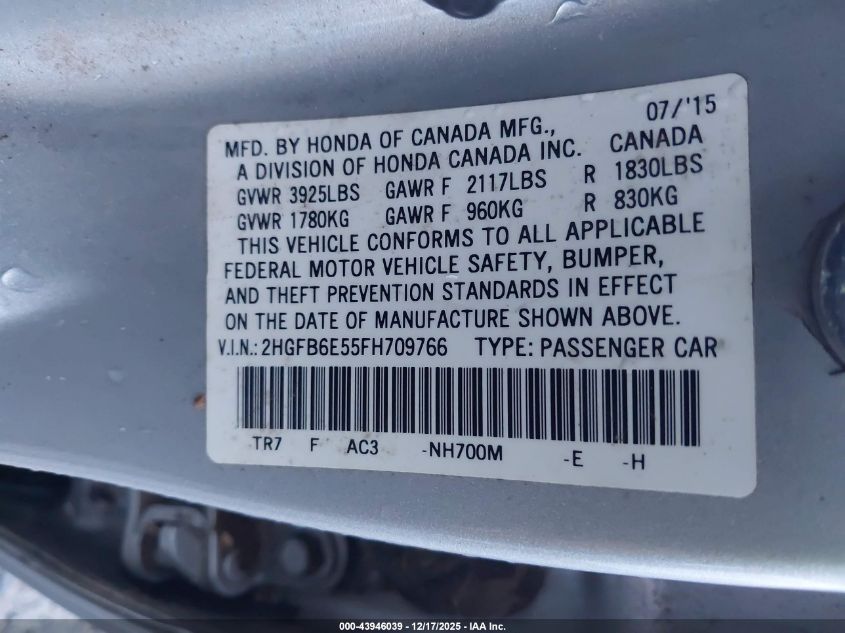 07/'15
MFD. BY HONDA OF CANADA MFG.,
A DIVISION OF HONDA CANADA INC. CANADA
GVWR 3925LBS GAWR F 2117LBS R 1830LBS
GVWR 1780KG GAWR F 960KG R 830KG
THIS VEHICLE CONFORMS TO ALL APPLICABLE
FEDERAL MOTOR VEHICLE SAFETY, BUMPER,
AND THEFT PREVENTION STANDARDS IN EFFECT
ON THE DATE OF MANUFACTURE SHOWN ABOVE.
V.I.N.: 2HGFB6E55FH709766 TYPE: PASSENGER CAR
TR7 F AC3 -NH700M -E -H
000-43946039 - 12/17/2025 - IAA Inc.